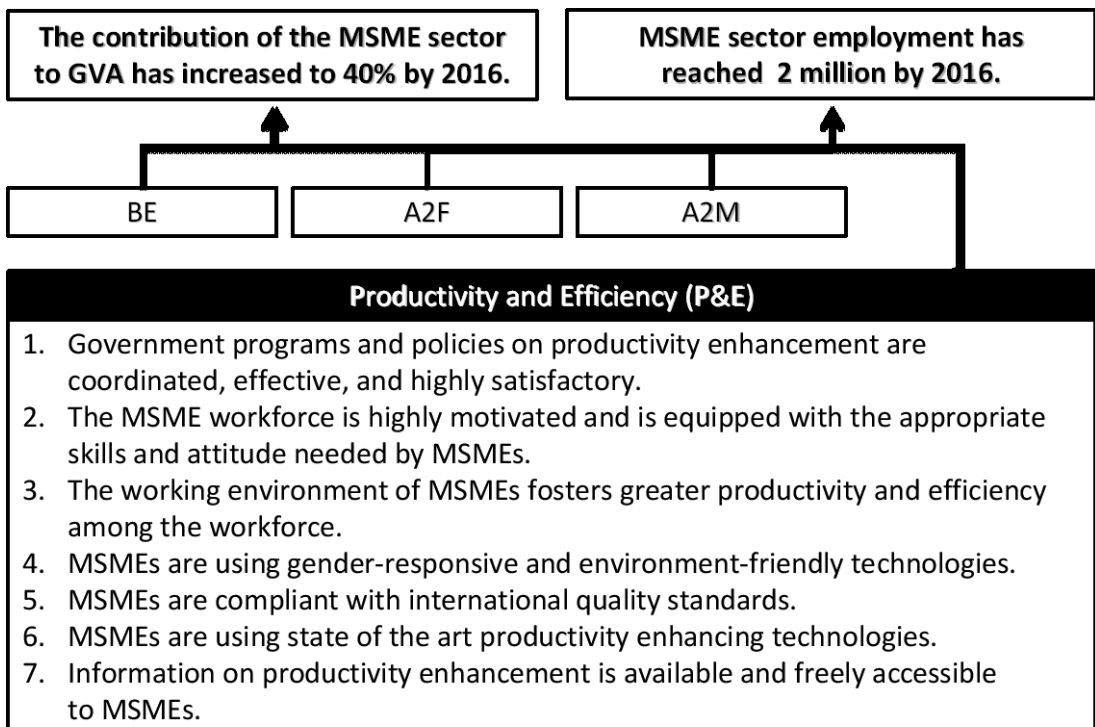 The contribution of the MSME sector
to GVA has increased to 40% by 2016.
MSME sector employment has
reached 2 million by 2016.
BE
A2F
A2M
Productivity and Efficiency (P&E)
1. Government programs and policies on productivity enhancement are
coordinated, effective, and highly satisfactory.
2. The MSME workforce is highly motivated and is equipped with the appropriate
skills and attitude needed by MSMEs.
3. The working environment of MSMEs fosters greater productivity and efficiency
among the workforce.
4. MSMEs are using gender-responsive and environment-friendly technologies.
5. MSMEs are compliant with international quality standards.
6. MSMEs are using state of the art productivity enhancing technologies.
7. Information on productivity enhancement is available and freely accessible
to MSMEs.